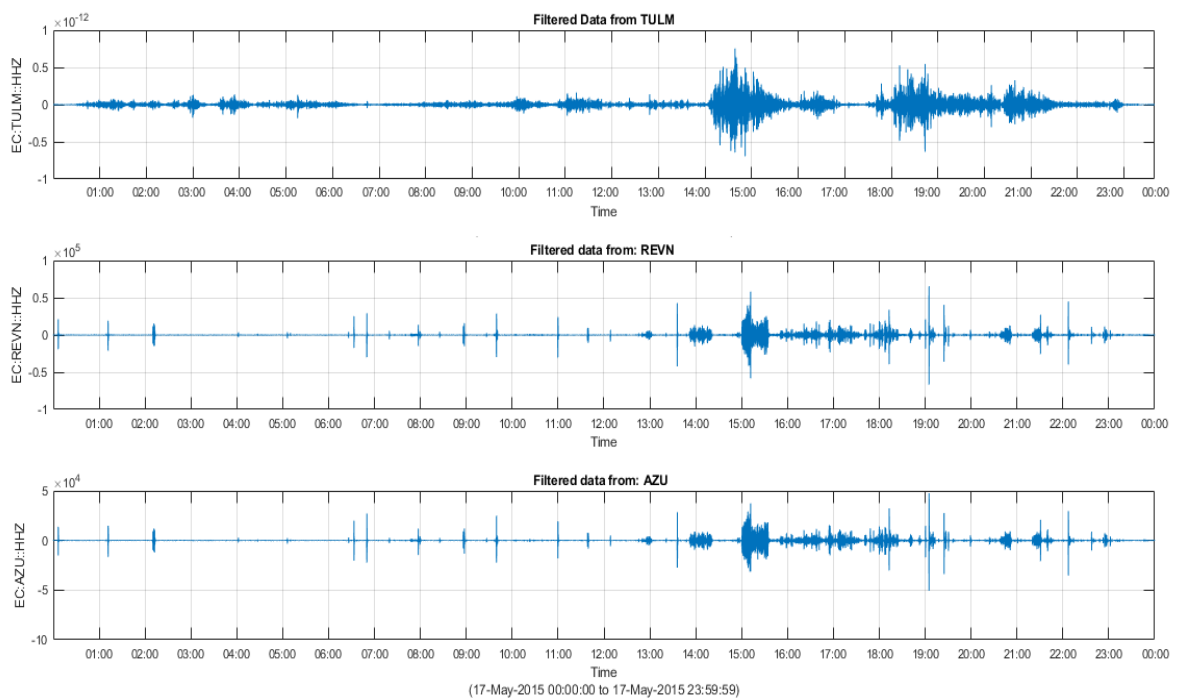 Filtered Data from TULM
×10-12
1
0.5
0
-0.5
-1
EC:TULM::HHZ
01:00 02:00 03:00 04:00 05:00 06:00 07:00 08:00 09:00 10:00 11:00 12:00 13:00 14:00 15:00 16:00 17:00 18:00 19:00 20:00 21:00 22:00 23:00 00:00
Time
Filtered data from: REVN
×105
1
0.5
0
-0.5
-1
EC:REVN::HHZ
01:00 02:00 03:00 04:00 05:00 06:00 07:00 08:00 09:00 10:00 11:00 12:00 13:00 14:00 15:00 16:00 17:00 18:00 19:00 20:00 21:00 22:00 23:00 00:00
Time
Filtered data from: AZU
×104
5
0
-5
-10
EC:AZU::HHZ
01:00 02:00 03:00 04:00 05:00 06:00 07:00 08:00 09:00 10:00 11:00 12:00 13:00 14:00 15:00 16:00 17:00 18:00 19:00 20:00 21:00 22:00 23:00 00:00
Time
(17-May-2015 00:00:00 to 17-May-2015 23:59:59)